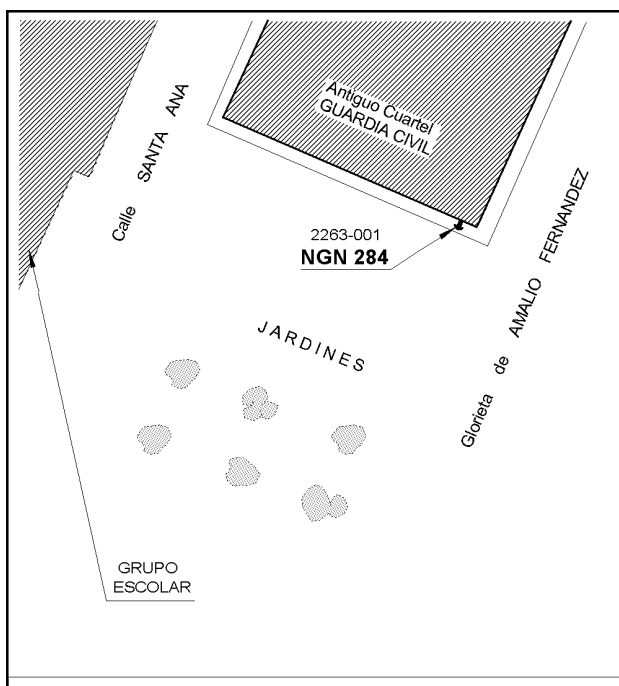 Antiguo Cuartel
GUARDIA CIVIL
Calle SANTA ANA
2263-001
NGN 284
Glorieta de AMALIO FERNANDEZ
JARDINES
GRUPO
ESCOLAR